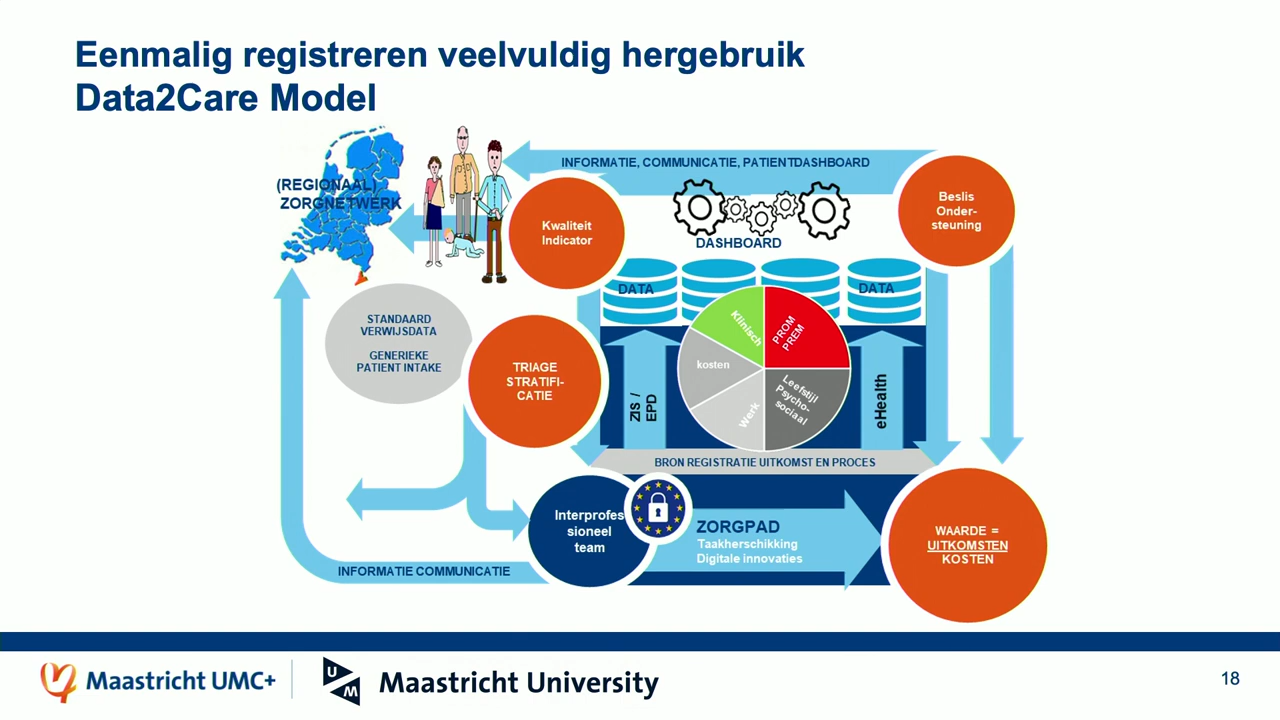 Eenmalig registreren veelvuldig hergebruik
Data2Care Model
INFORMATIE, COMMUNICATIE, PATIENTDASHBOARD
(REGIONAAL)
ZORGNETWERK
Kwaliteit
Indicator
Beslis
Onder-
steuning
DASHBOARD
DATA
DATA
STANDAARD
VERWIJSDATA
GENERIEKE
PATIENT INTAKE
TRIAGE
STRATIFI-
CATIE
ZIS /
EPD
Klinisch
PROM
PREM
kosten
Werk
Leefstijl
Psycho-
sociaal
eHealth
BRON REGISTRATIE UITKOMST EN PROCES
Interprofes
sioneel
team
ZORGPAD
Taakherschikking
Digitale innovaties
WAARDE =
UITKOMSTEN
KOSTEN
INFORMATIE COMMUNICATIE
Maastricht UMC+
U
M
Maastricht University
18